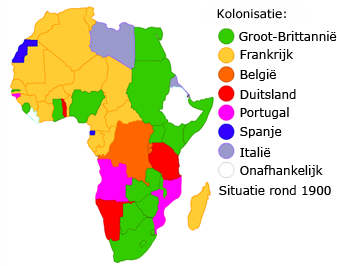 Kolonisatie:
Groot-Brittannië
Frankrijk
België
Duitsland
Portugal
Spanje
Italië
Onafhankelijk
Situatie rond 1900